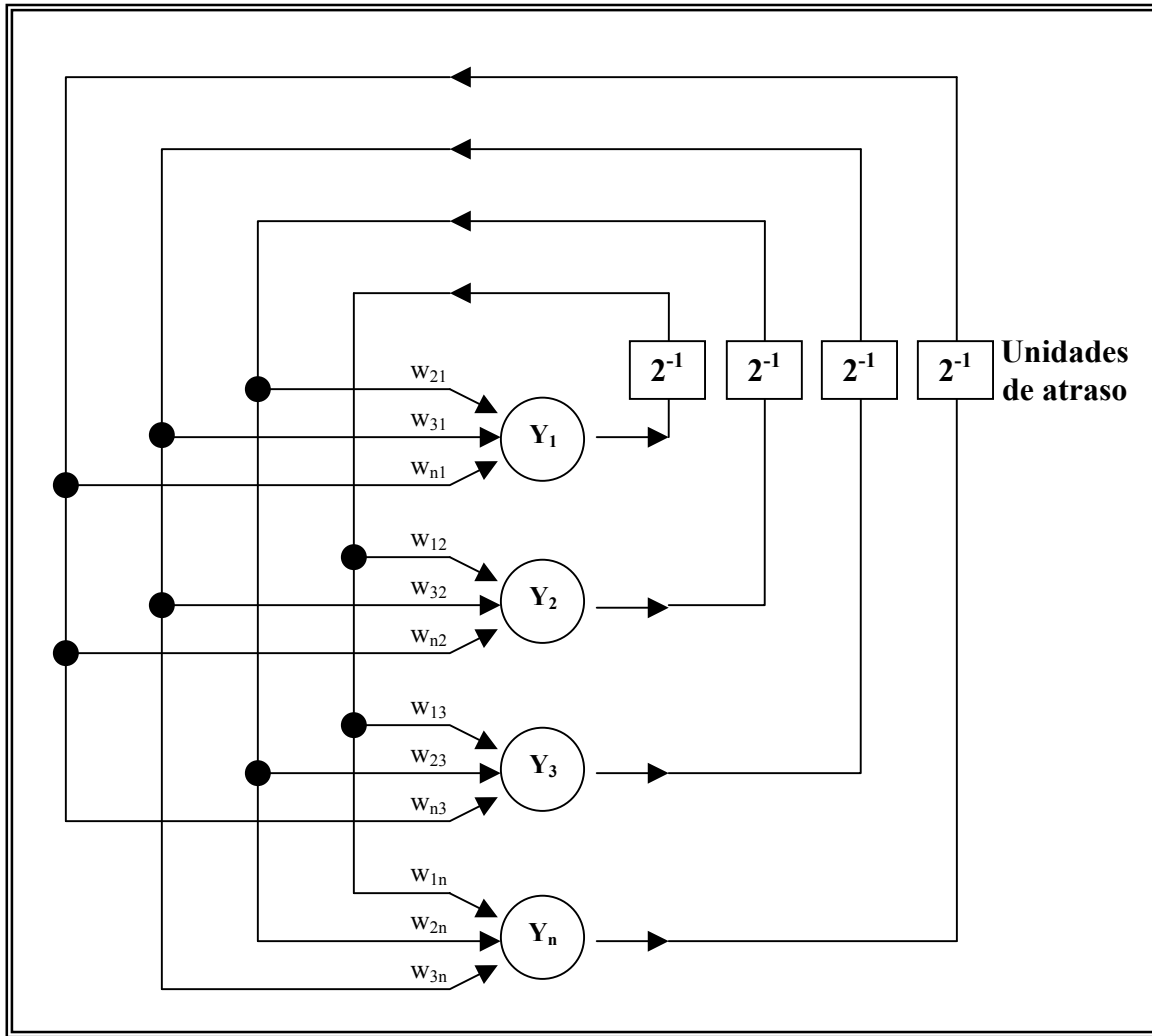 2⁻¹ 2⁻¹ 2⁻¹ 2⁻¹
Unidades
de atraso
w₂₁
w₃₁
Y₁
wₙ₁
w₁₂
w₃₂
Y₂
wₙ₂
w₁₃
w₂₃
Y₃
wₙ₃
w₁ₙ
w₂ₙ
Yₙ
w₃ₙ